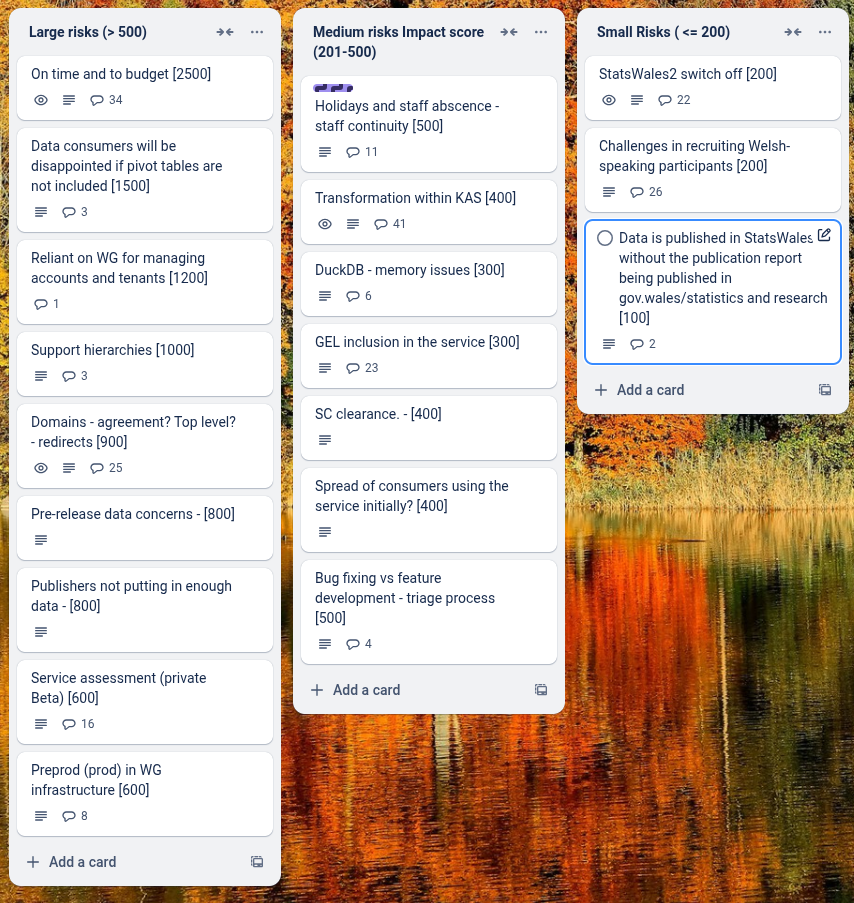 Large risks (> 500)
On time and to budget [2500]
34
Data consumers will be
disappointed if pivot tables are
not included [1500]
3
Reliant on WG for managing
accounts and tenants [1200]
1
Support hierarchies [1000]
3
Domains - agreement? Top level?
- redirects [900]
25
Pre-release data concerns - [800]
Publishers not putting in enough
data - [800]
Service assessment (private
Beta) [600]
16
Preprod (prod) in WG
infrastructure [600]
8
Add a card
Medium risks Impact score
(201-500)
Holidays and staff abscence -
staff continuity [500]
11
Transformation within KAS [400]
41
DuckDB - memory issues [300]
6
GEL inclusion in the service [300]
23
SC clearance. - [400]
Spread of consumers using the
service initially? [400]
Bug fixing vs feature
development - triage process
[500]
4
Add a card
Small Risks ( <= 200)
StatsWales2 switch off [200]
22
Challenges in recruiting Welsh-
speaking participants [200]
26
Data is published in StatsWales
without the publication report
being published in
gov.wales/statistics and research
[100]
2
Add a card